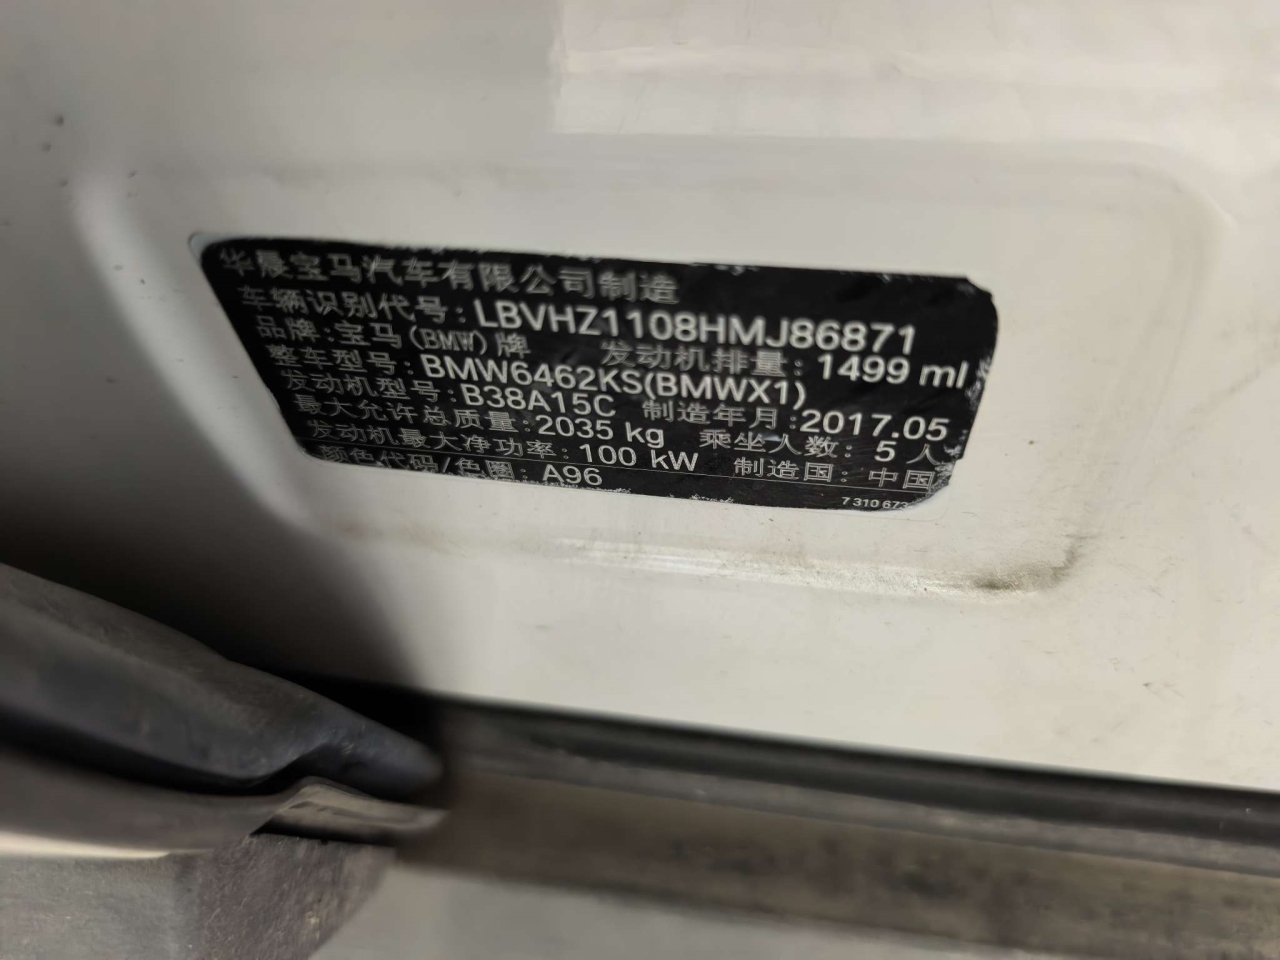 华晨宝马汽车有限公司制造
车辆识别代号: LBVHZ1108HMJ86871
品牌: 宝马(BMW)牌 发动机排量: 1499 ml
整车型号: BMW6462KS(BMWX1)
发动机型号: B38A15C 制造年月: 2017.05
最大允许总质量: 2035 kg 乘坐人数: 5 人
发动机最大净功率: 100 kW 制造国: 中国
颜色代码/色圈: A96
7 310 673